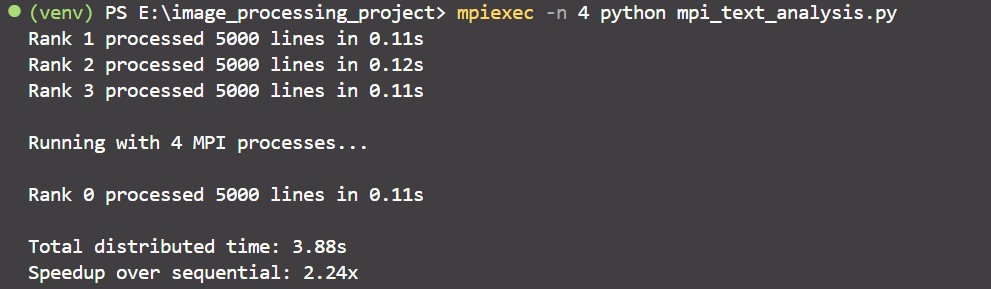 (venv) PS E:\image_processing_project> mpiexec -n 4 python mpi_text_analysis.py
Rank 1 processed 5000 lines in 0.11s
Rank 2 processed 5000 lines in 0.12s
Rank 3 processed 5000 lines in 0.11s
Running with 4 MPI processes...
Rank 0 processed 5000 lines in 0.11s
Total distributed time: 3.88s
Speedup over sequential: 2.24x